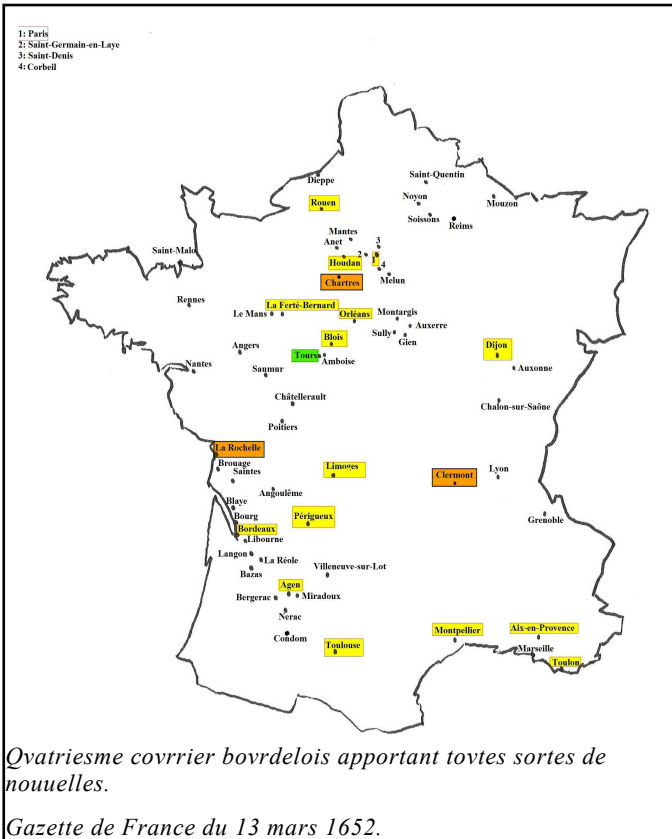 1: Paris
2: Saint-Germain-en-Laye
3: Saint-Denis
4: Corbeil
Dieppe
Saint-Quentin
Rouen
Noyon
Mouzon
Soissons
Reims
Mantes
Anet
3
Saint-Malo
2
1
Houdan
4
Melun
Chartres
Rennes
La Ferté-Bernard
Le Mans
Orléans
Montargis
Auxerre
Sully
Gien
Blois
Angers
Tours
Amboise
Dijon
Nantes
Saumur
Auxonne
Châtellerault
Chalon-sur-Saône
Poitiers
La Rochelle
Brouage
Saintes
Limoges
Clermont
Lyon
Angoulême
Blaye
Bourg
Périgueux
Grenoble
Bordeaux
Libourne
Langon
La Réole
Bazas
Villeneuve-sur-Lot
Agen
Bergerac
Miradoux
Nerac
Condom
Toulouse
Montpellier
Aix-en-Provence
Marseille
Toulon
Qvatriesme covrrier bovrdelois apportant tovtes sortes de
nouuelles.
Gazette de France du 13 mars 1652.